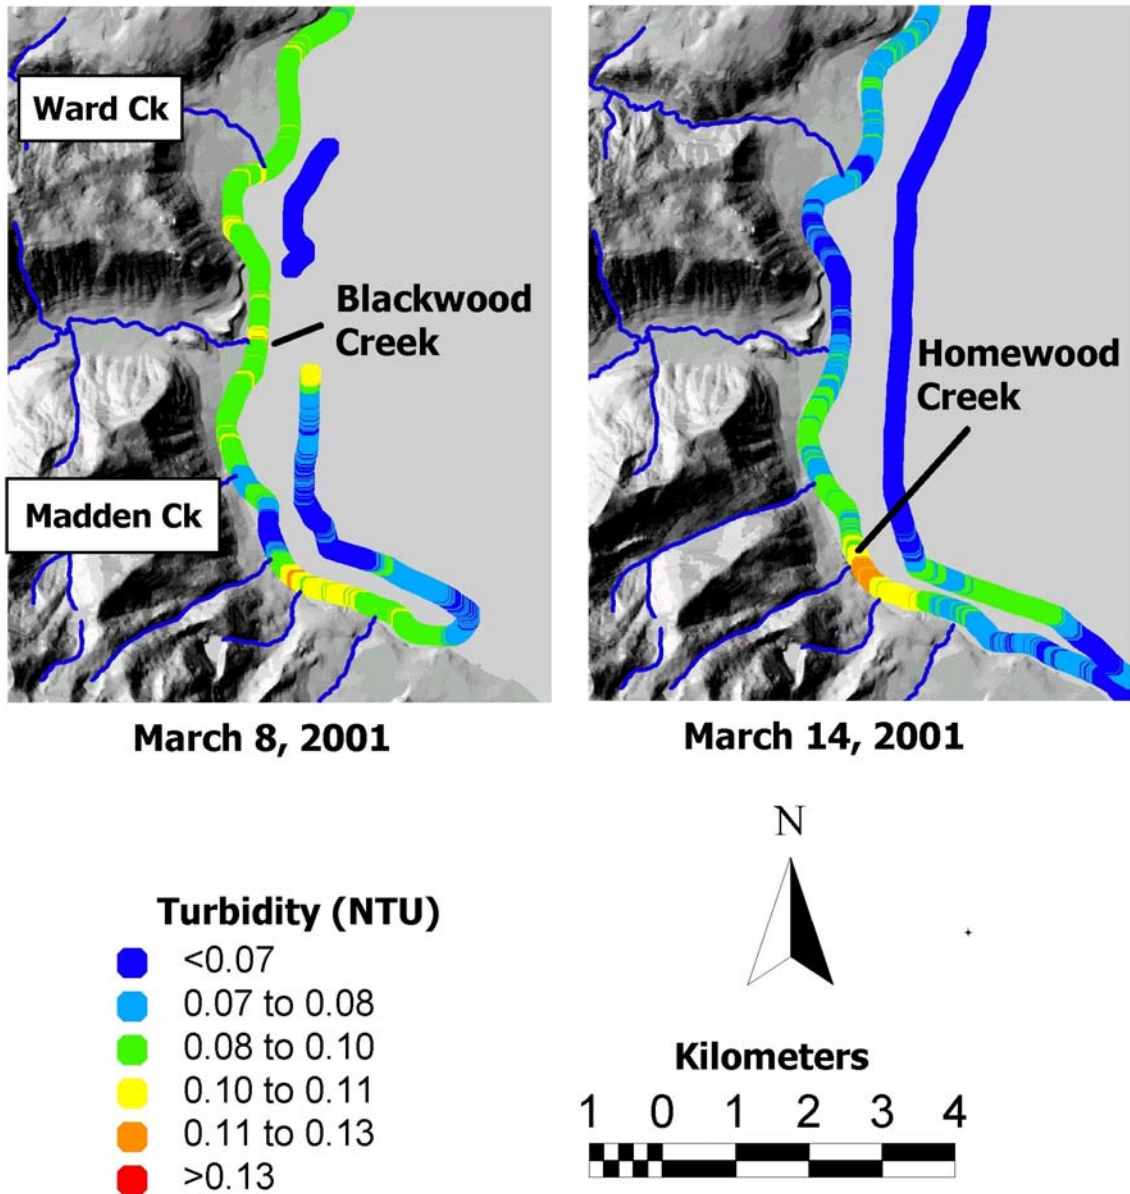 Ward Ck
Blackwood
Creek
Madden Ck
March 8, 2001
Homewood
Creek
March 14, 2001
N
Turbidity (NTU)
<0.07
0.07 to 0.08
0.08 to 0.10
0.10 to 0.11
0.11 to 0.13
>0.13
Kilometers
1 0 1 2 3 4